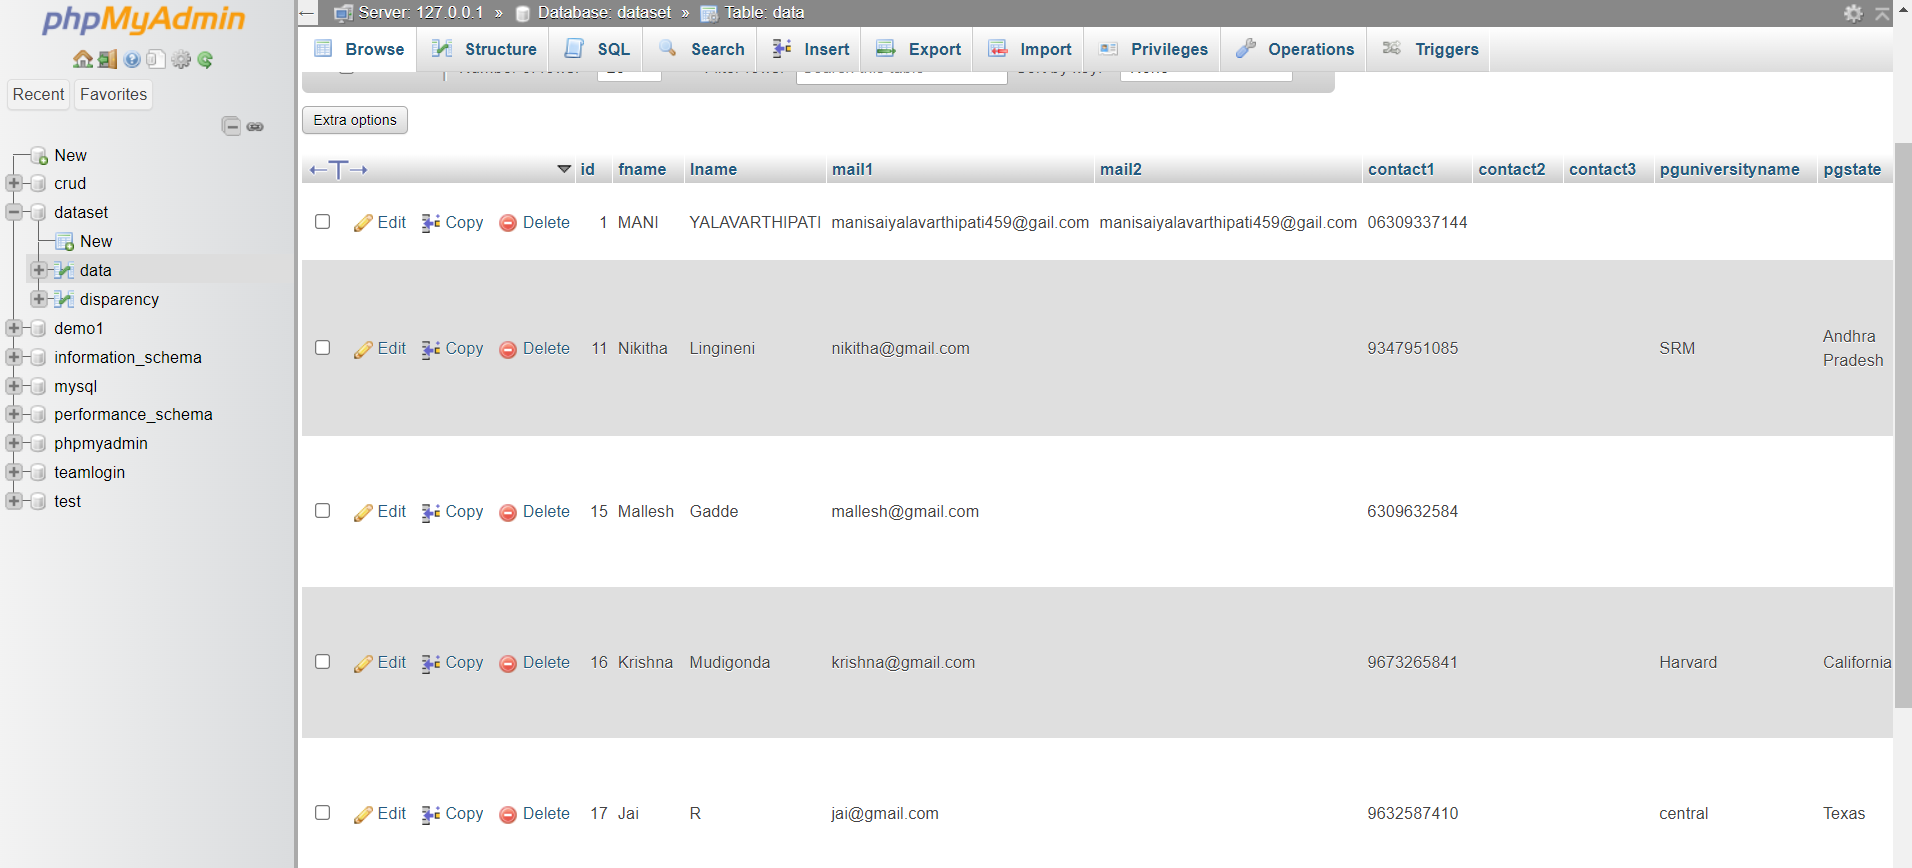 phpMyAdmin
Recent Favorites
New
crud
dataset
New
data
disparency
demo1
information_schema
mysql
performance_schema
phpmyadmin
teamlogin
test
Server: 127.0.0.1 » Database: dataset » Table: data
Browse Structure SQL Search Insert Export Import Privileges Operations Triggers
Extra options
←T→ id fname lname mail1 mail2 contact1 contact2 contact3 pguniversityname pgstate
Edit Copy Delete 1 MANI YALAVARTHIPATI manisaiyalavarthipati459@gail.com manisaiyalavarthipati459@gail.com 06309337144
Edit Copy Delete 11 Nikitha Lingineni nikitha@gmail.com 9347951085 SRM Andhra
Pradesh
Edit Copy Delete 15 Mallesh Gadde mallesh@gmail.com 6309632584
Edit Copy Delete 16 Krishna Mudigonda krishna@gmail.com 9673265841 Harvard California
Edit Copy Delete 17 Jai R jai@gmail.com 9632587410 central Texas